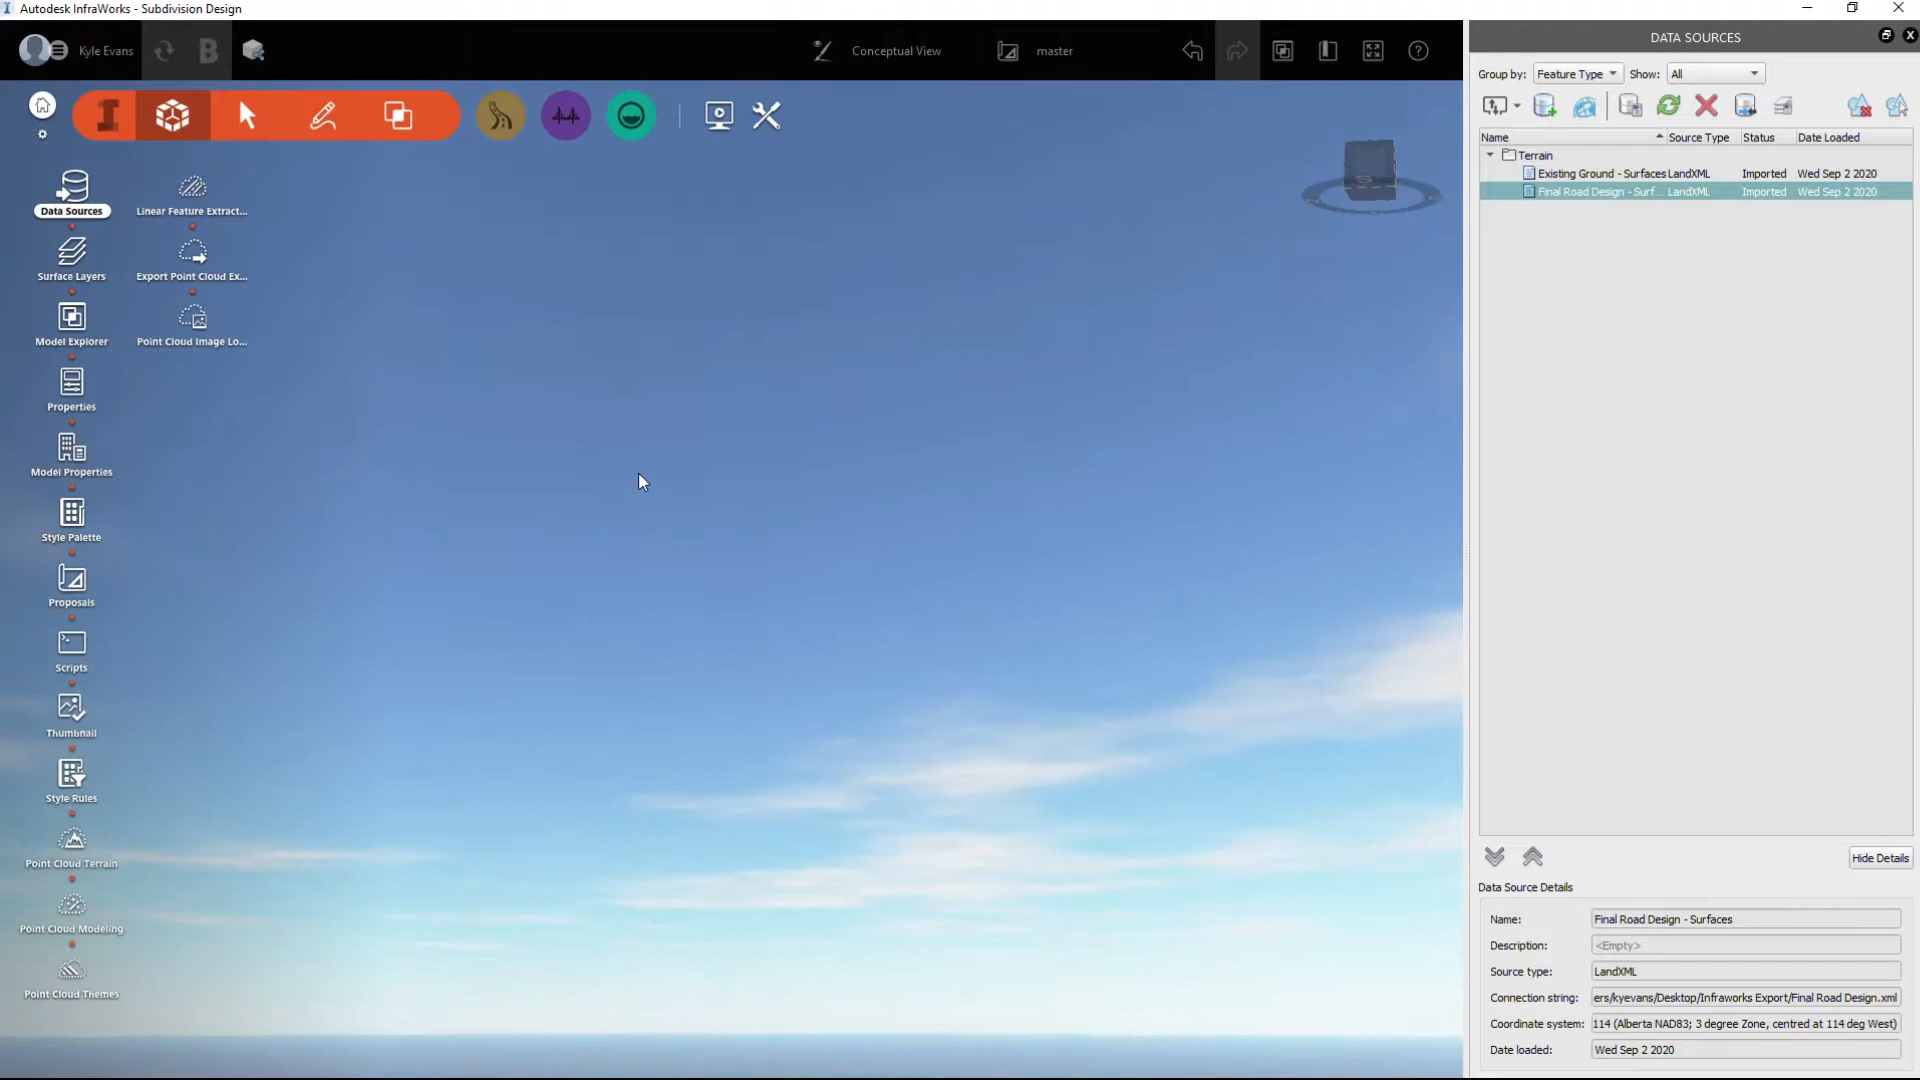 Autodesk InfraWorks - Subdivision Design
Kyle Evans
Conceptual View
master
DATA SOURCES
Group by: Feature Type Show: All
Name Source Type Status Date Loaded
Terrain
Existing Ground - Surfaces LandXML Imported Wed Sep 2 2020
Final Road Design - Surf... LandXML Imported Wed Sep 2 2020
Data Sources
Linear Feature Extract...
Surface Layers
Export Point Cloud Ex...
Model Explorer
Point Cloud Image Lo...
Properties
Model Properties
Style Palette
Proposals
Scripts
Thumbnail
Style Rules
Point Cloud Terrain
Point Cloud Modeling
Point Cloud Themes
Hide Details
Data Source Details
Name: Final Road Design - Surfaces
Description: <Empty>
Source type: LandXML
Connection string: ers/kyevans/Desktop/Infraworks Export/Final Road Design.xml
Coordinate system: 114 (Alberta NAD83; 3 degree Zone, centred at 114 deg West)
Date loaded: Wed Sep 2 2020